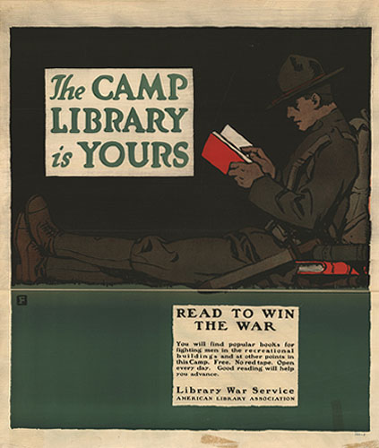 The CAMP
LIBRARY
is YOURS
READ TO WIN
THE WAR
You will find popular books for
fighting men in the recreational
buildings and at other points in
this Camp. Free. No red tape. Open
every day. Good reading will help
you advance.
Library War Service
AMERICAN LIBRARY ASSOCIATION